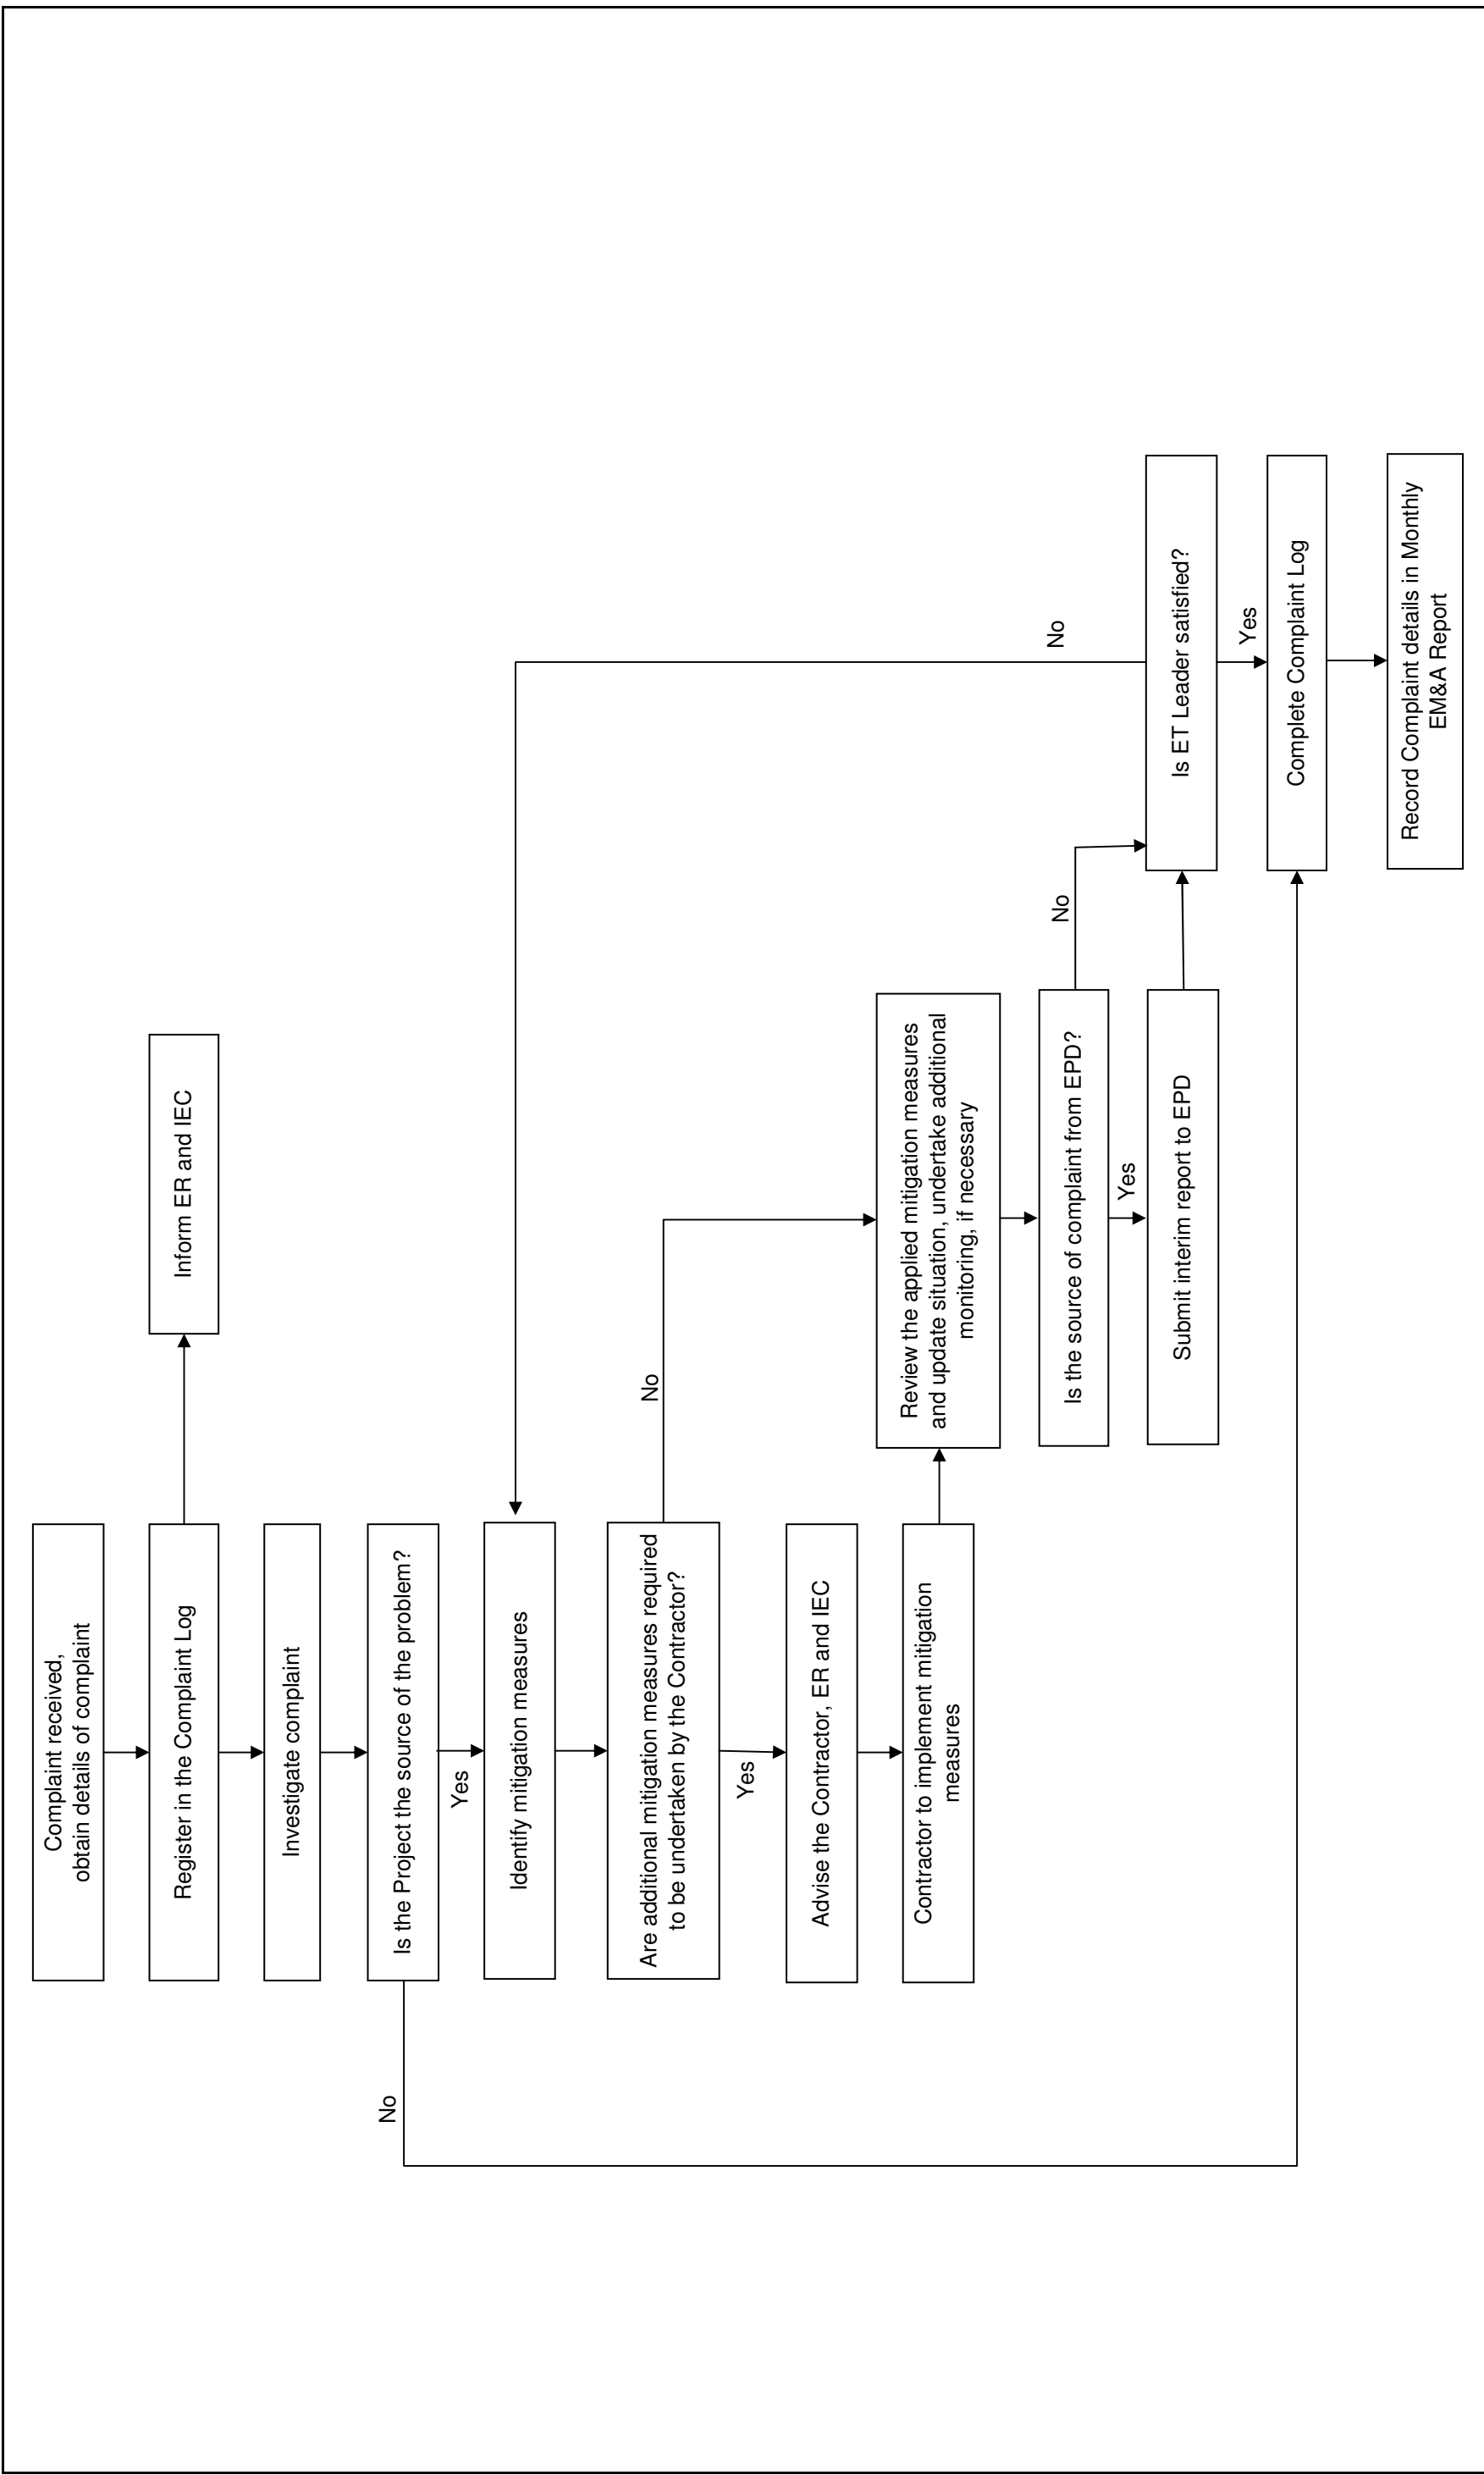 Complaint received,
obtain details of complaint
Register in the Complaint Log
Inform ER and IEC
Investigate complaint
Is the Project the source of the problem?
No
Yes
Identify mitigation measures
Are additional mitigation measures required
to be undertaken by the Contractor?
No
Yes
Advise the Contractor, ER and IEC
Contractor to implement mitigation
measures
Review the applied mitigation measures
and update situation, undertake additional
monitoring, if necessary
Is the source of complaint from EPD?
No
Yes
Submit interim report to EPD
Is ET Leader satisfied?
No
Yes
Complete Complaint Log
Record Complaint details in Monthly
EM&A Report